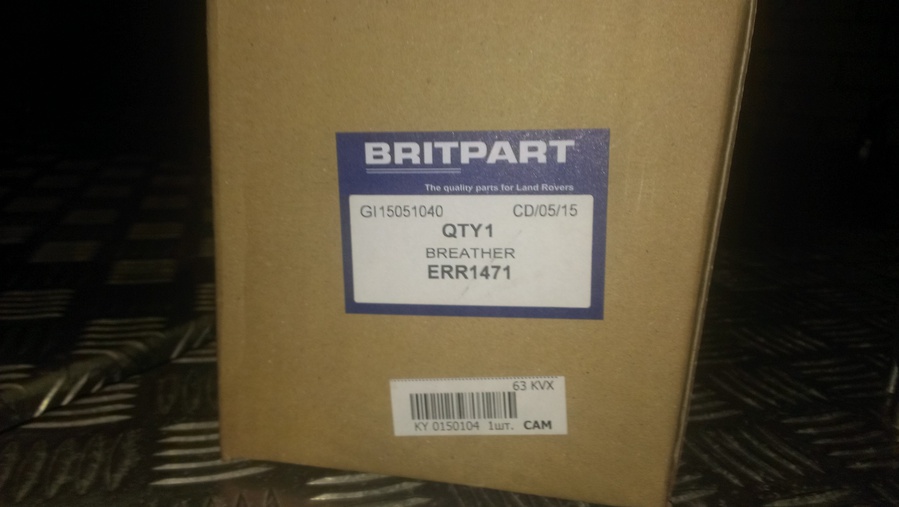 BRITPART
The quality parts for Land Rovers
GI15051040 CD/05/15
QTY1
BREATHER
ERR1471
63 KVX
KY 0150104 1шт. CAM